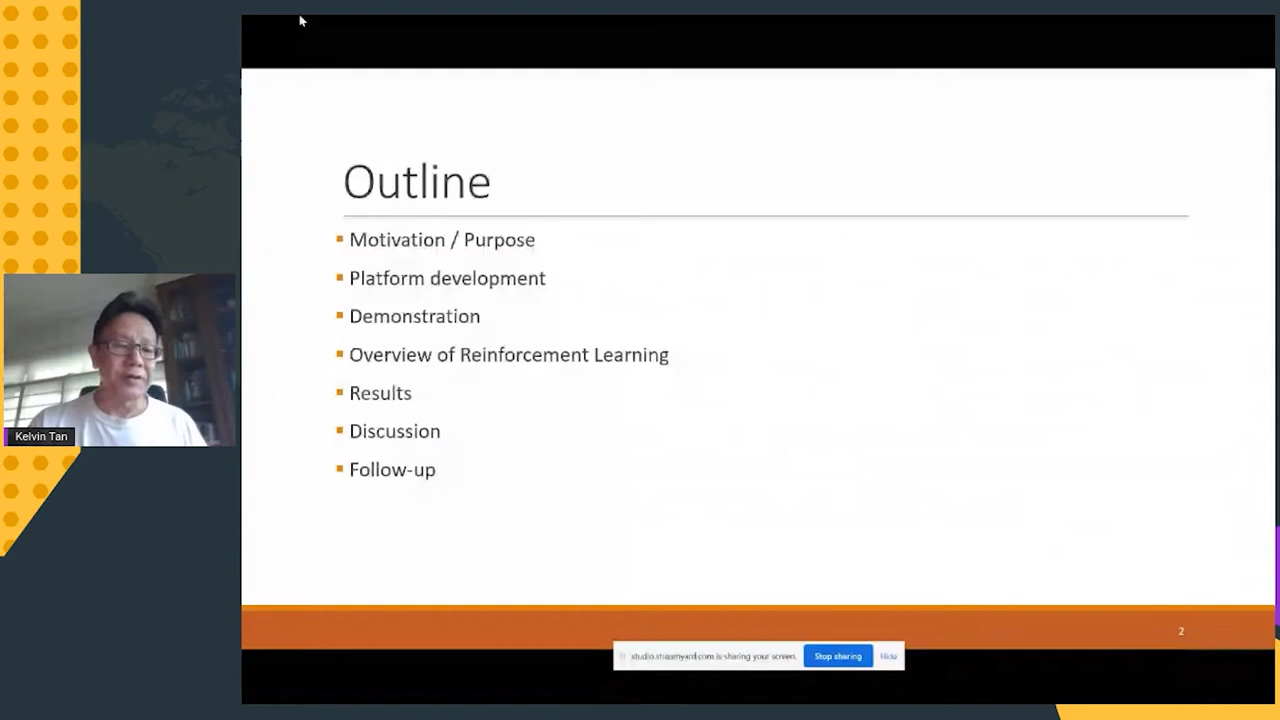 Outline
Motivation / Purpose
Platform development
Demonstration
Overview of Reinforcement Learning
Results
Discussion
Follow-up
2
Kelvin Tan
studio.streamyard.com is sharing your screen.
Stop sharing
Hide